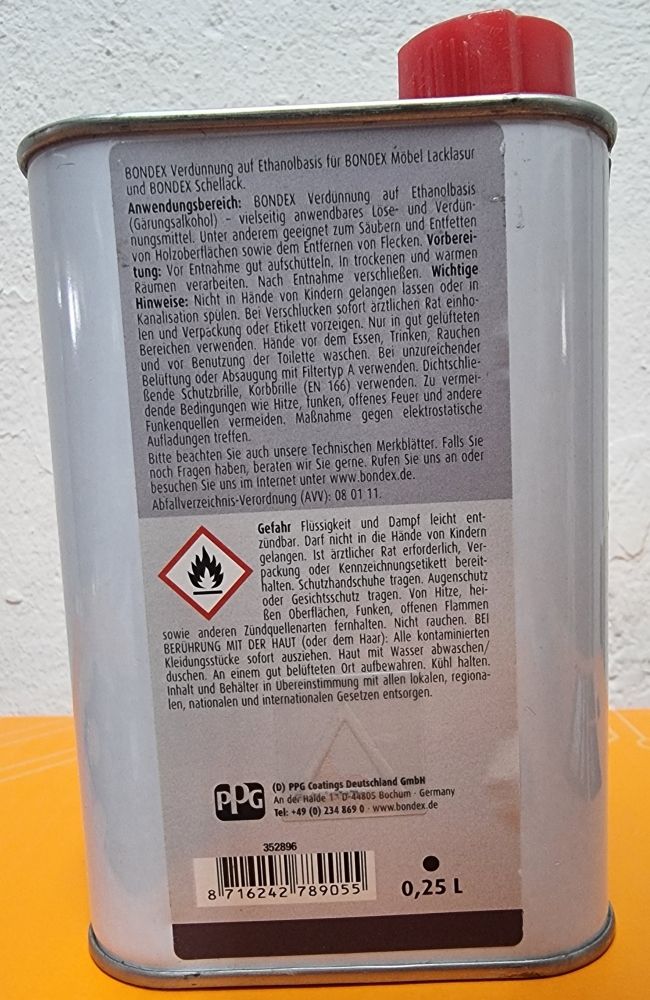 BONDEX Verdünnung auf Ethanolbasis für BONDEX Möbel Lacklasur
und BONDEX Schellack.
Anwendungsbereich: BONDEX Verdünnung auf Ethanolbasis
(Gärungsalkohol) – vielseitig anwendbares Löse- und Verdün-
nungsmittel. Unter anderem geeignet zum Säubern und Entfetten
von Holzoberflächen sowie dem Entfernen von Flecken. Vorberei-
tung: Vor Entnahme gut aufschütteln. In trockenen und warmen
Räumen verarbeiten. Nach Entnahme verschließen. Wichtige
Hinweise: Nicht in Hände von Kindern gelangen lassen oder in
Kanalisation spülen. Bei Verschlucken sofort ärztlichen Rat einho-
len und Verpackung oder Etikett vorzeigen. Nur in gut gelüfteten
Bereichen verwenden. Hände vor dem Essen, Trinken, Rauchen
und vor Benutzung der Toilette waschen. Bei unzureichender
Belüftung oder Absaugung mit Filtertyp A verwenden. Dichtschlie-
ßende Schutzbrille, Korbbrille (EN 166) verwenden. Zu vermei-
dende Bedingungen wie Hitze, funken, offenes Feuer und andere
Funkenquellen vermeiden. Maßnahme gegen elektrostatische
Aufladungen treffen.
Bitte beachten Sie auch unsere Technischen Merkblätter. Falls Sie
noch Fragen haben, beraten wir Sie gerne. Rufen Sie uns an oder
besuchen Sie uns im Internet unter www.bondex.de.
Abfallverzeichnis-Verordnung (AVV): 08 01 11.
Gefahr Flüssigkeit und Dampf leicht ent-
zündbar. Darf nicht in die Hände von Kindern
gelangen. Ist ärztlicher Rat erforderlich, Ver-
packung oder Kennzeichnungsetikett bereit-
halten. Schutzhandschuhe tragen. Augenschutz
oder Gesichtsschutz tragen. Von Hitze, hei-
ßen Oberflächen, Funken, offenen Flammen
sowie anderen Zündquellenarten fernhalten. Nicht rauchen. BEI
BERÜHRUNG MIT DER HAUT (oder dem Haar): Alle kontaminierten
Kleidungsstücke sofort ausziehen. Haut mit Wasser abwaschen/
duschen. An einem gut belüfteten Ort aufbewahren. Kühl halten.
Inhalt und Behälter in Übereinstimmung mit allen lokalen, regiona-
len, nationalen und internationalen Gesetzen entsorgen.
PPG
(D) PPG Coatings Deutschland GmbH
An der Halde 1 · D-44805 Bochum · Germany
Tel: +49 (0) 234 869 0 · www.bondex.de
352896
8 716242 789055
0,25 L